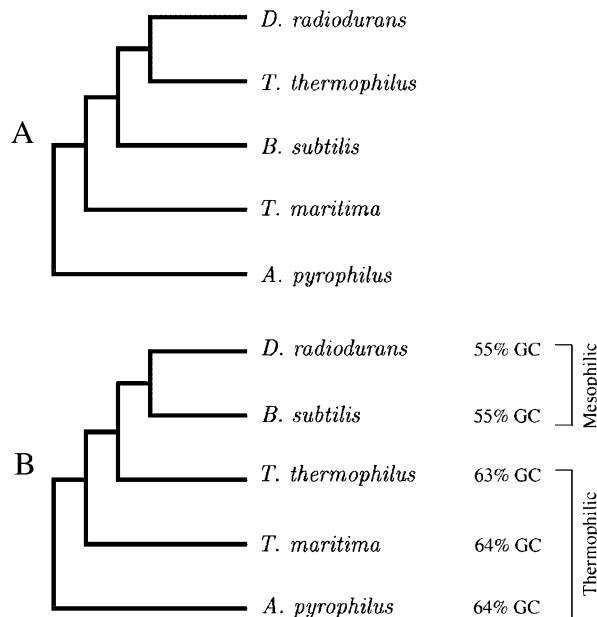 A
D. radiodurans
T. thermophilus
B. subtilis
T. maritima
A. pyrophilus
B
D. radiodurans 55% GC
B. subtilis 55% GC
Mesophilic
T. thermophilus 63% GC
T. maritima 64% GC
A. pyrophilus 64% GC
Thermophilic